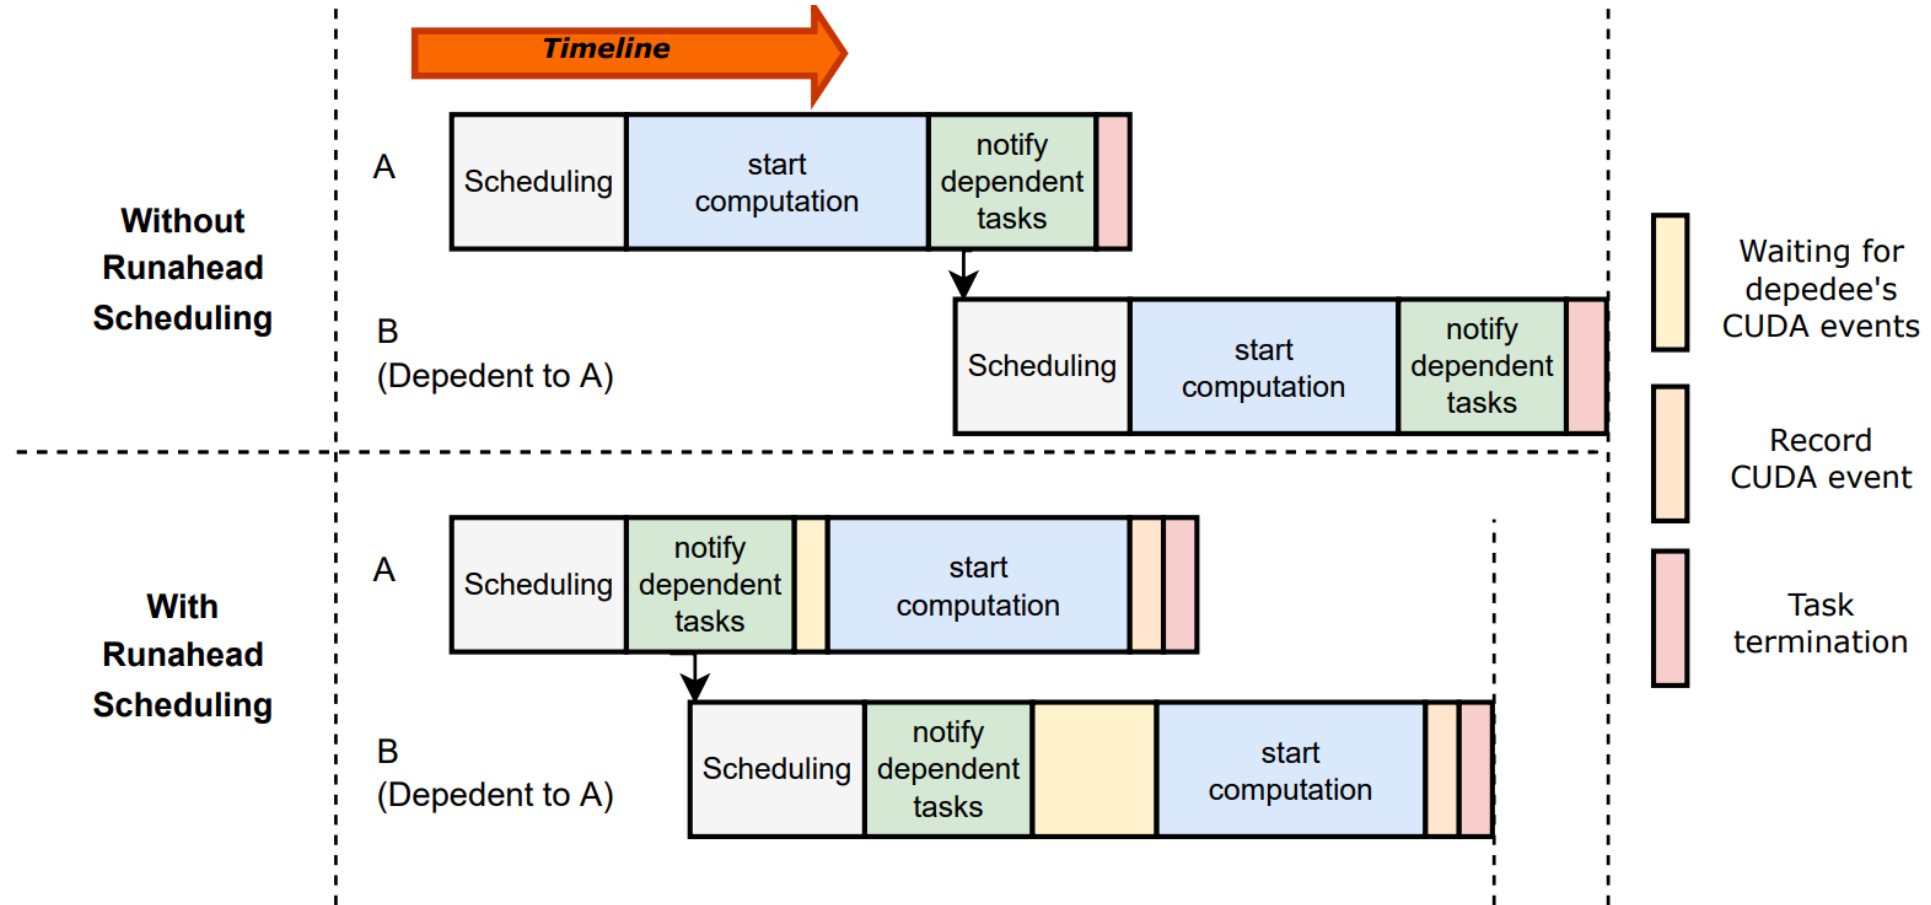 Timeline
Without
Runahead
Scheduling
A
Scheduling
start
computation
notify
dependent
tasks
B
(Depedent to A)
Scheduling
start
computation
notify
dependent
tasks
With
Runahead
Scheduling
A
Scheduling
notify
dependent
tasks
start
computation
B
(Depedent to A)
Scheduling
notify
dependent
tasks
start
computation
Waiting for
depedee's
CUDA events
Record
CUDA event
Task
termination